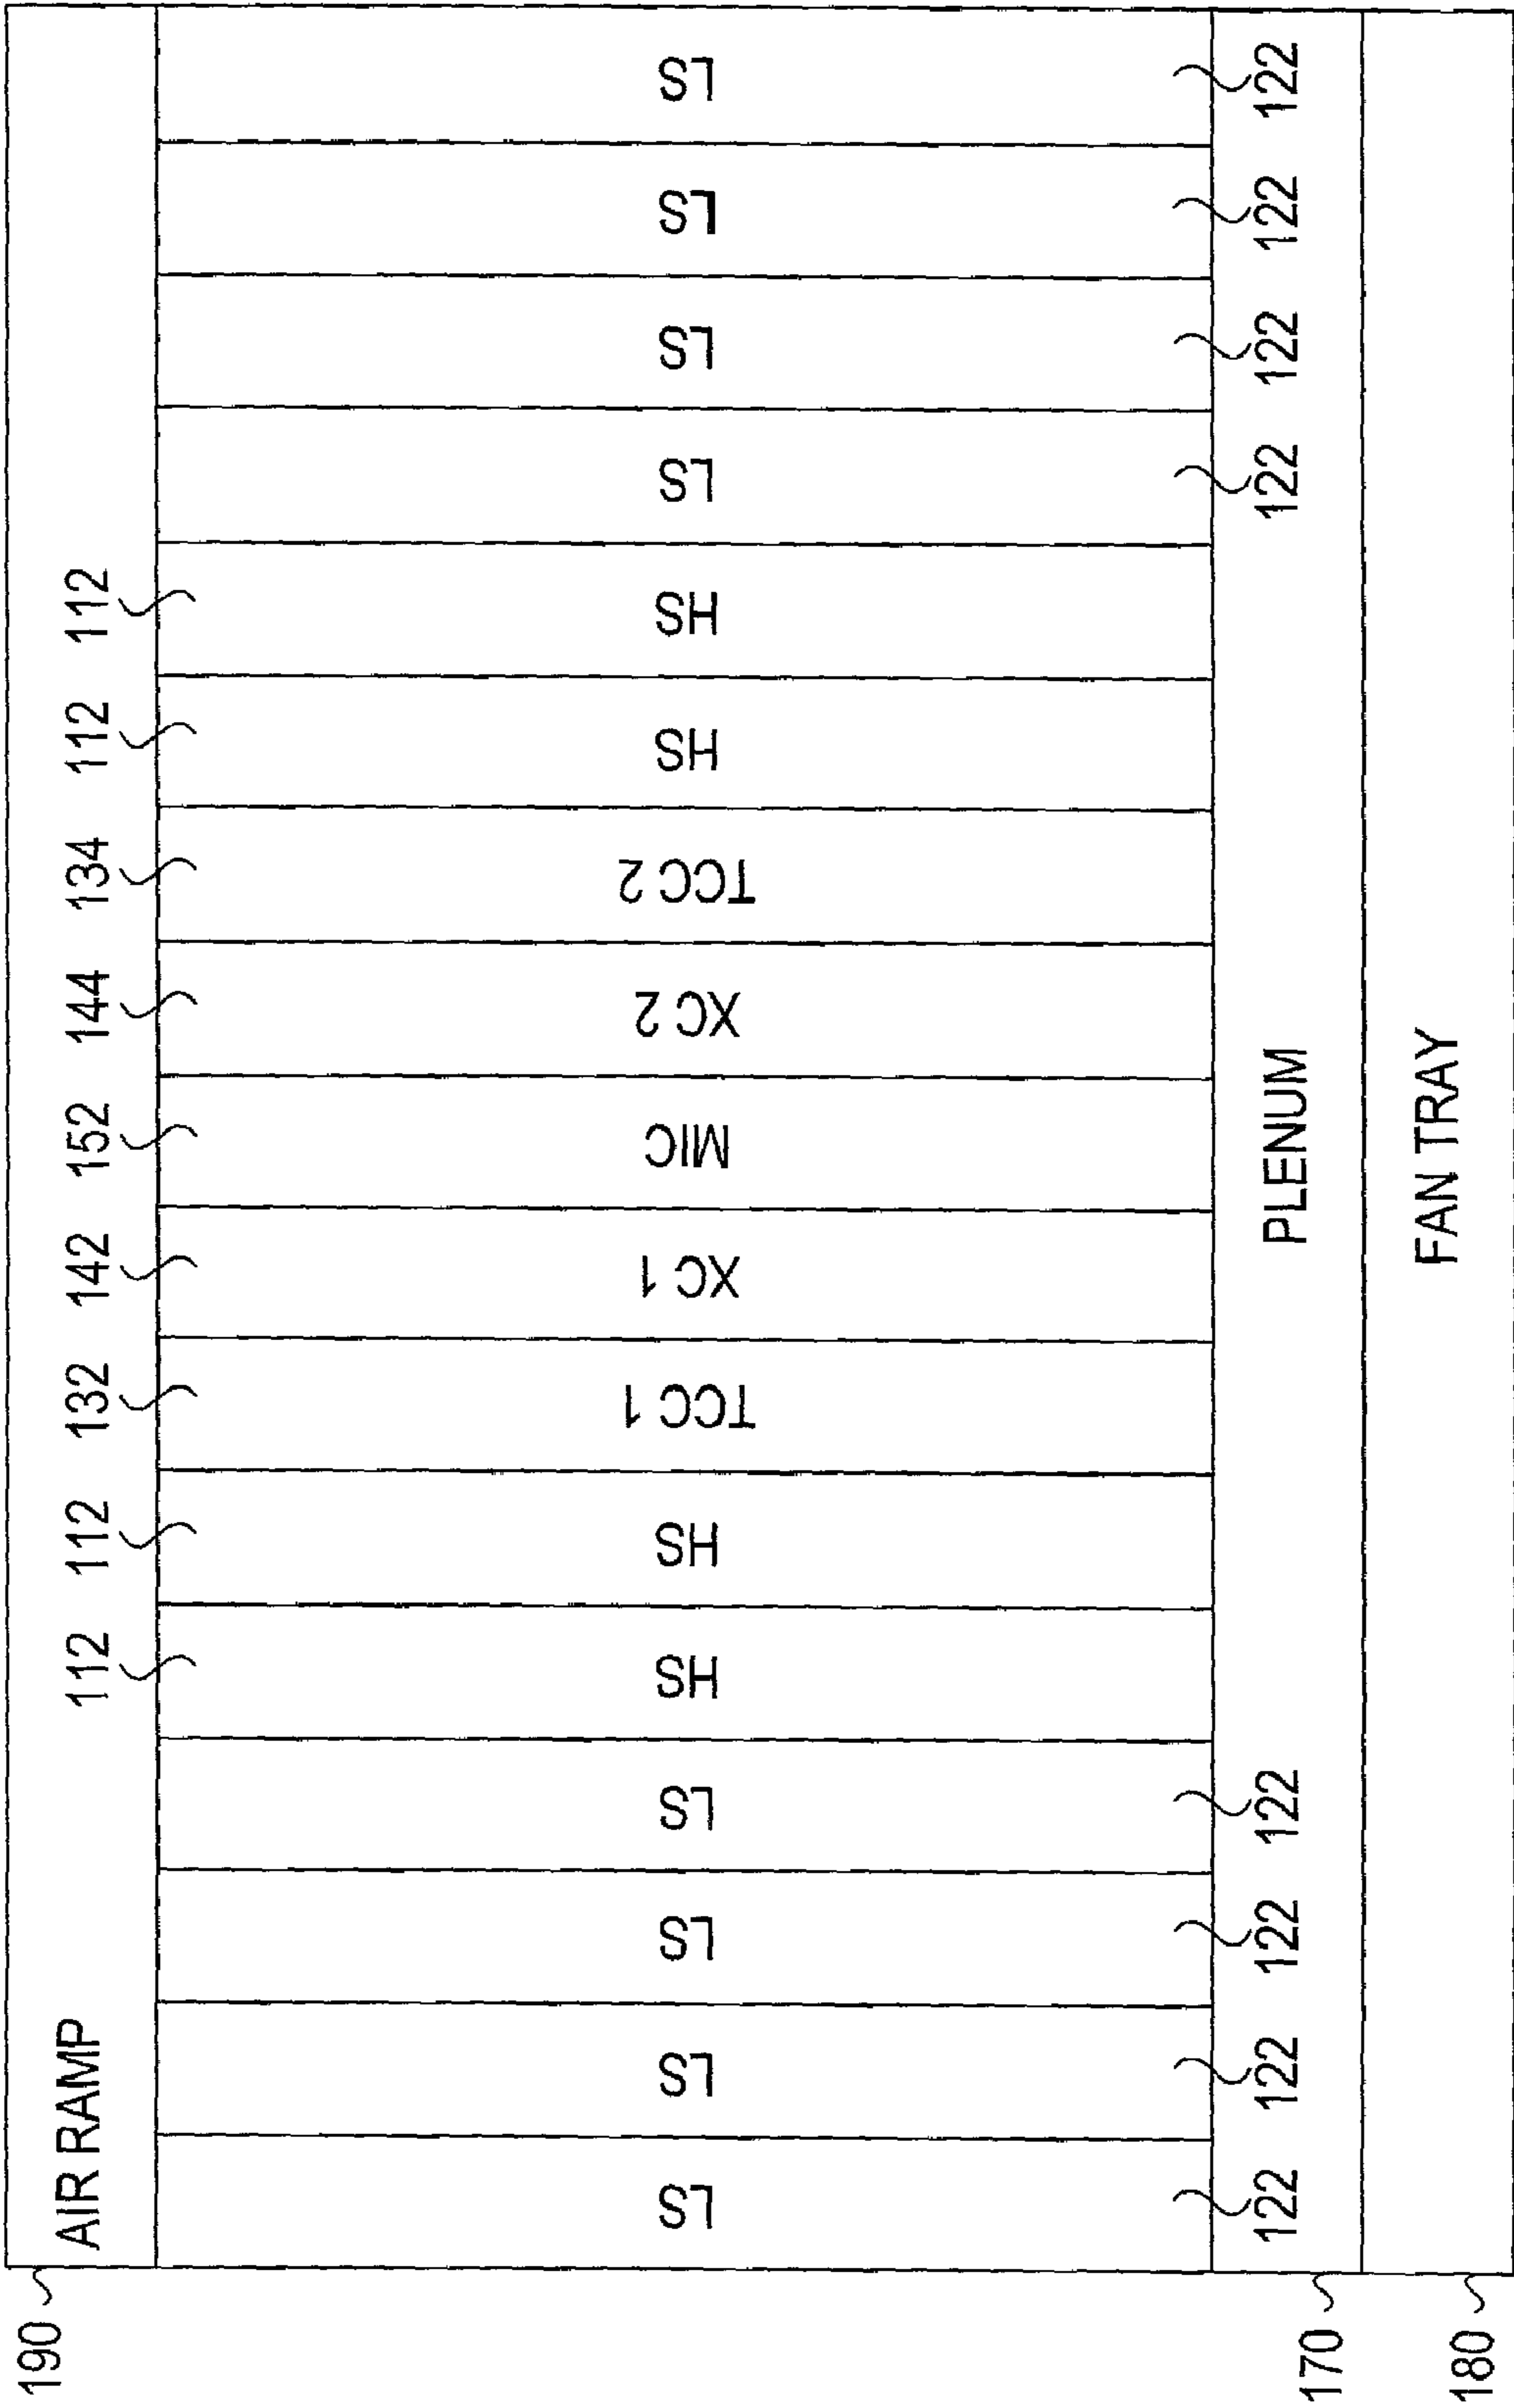 190
AIR RAMP
112 112 132 142 152 144 134 112 112
LS
LS
LS
LS
HS
HS
TCC 1
XC 1
MIC
XC 2
TCC 2
HS
HS
LS
LS
LS
LS
122 122 122 122 122 122 122 122
170
PLENUM
180
FAN TRAY